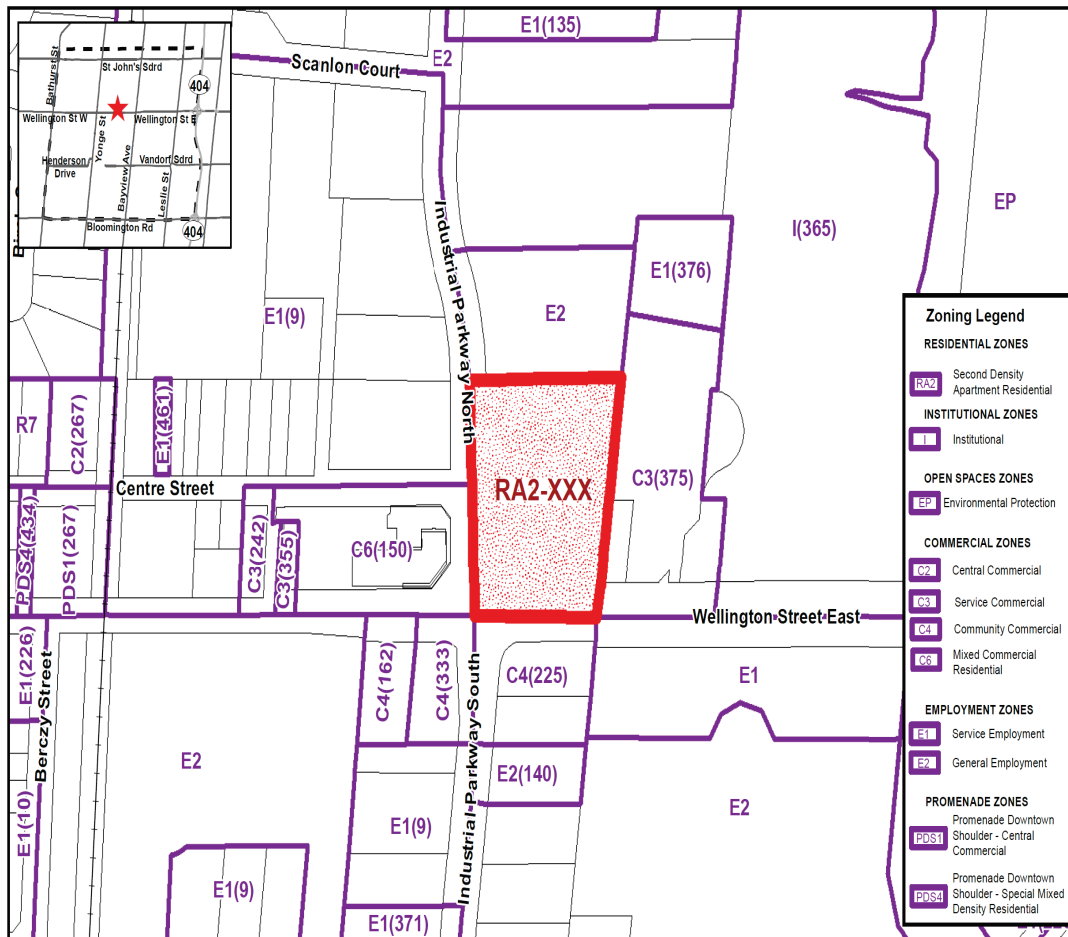 E1(135)
E2
Scanlon Court
St John's Sdrd
Bathurst St
404
Wellington St W
Wellington St E
Yonge St
Bayview Ave
Henderson
Drive
Vandorf Sdrd
Leslie St
Bloomington Rd
404
EP
I(365)
Industrial Parkway North
E1(376)
E2
E1(9)
R7
C2(267)
E1(461)
Centre Street
RA2-XXX
C3(375)
PDS4(434)
PDS1(267)
C3(242)
C3(355)
C6(150)
Wellington Street East
E1(226)
Berczy Street
C4(162)
C4(333)
Industrial Parkway South
C4(225)
E1
E2
E2(140)
E2
E1(10)
E1(9)
E1(9)
E1(371)
Zoning Legend
RESIDENTIAL ZONES
RA2 Second Density
Apartment Residential
INSTITUTIONAL ZONES
I Institutional
OPEN SPACES ZONES
EP Environmental Protection
COMMERCIAL ZONES
C2 Central Commercial
C3 Service Commercial
C4 Community Commercial
C6 Mixed Commercial
Residential
EMPLOYMENT ZONES
E1 Service Employment
E2 General Employment
PROMENADE ZONES
PDS1 Promenade Downtown
Shoulder - Central
Commercial
PDS4 Promenade Downtown
Shoulder - Special Mixed
Density Residential